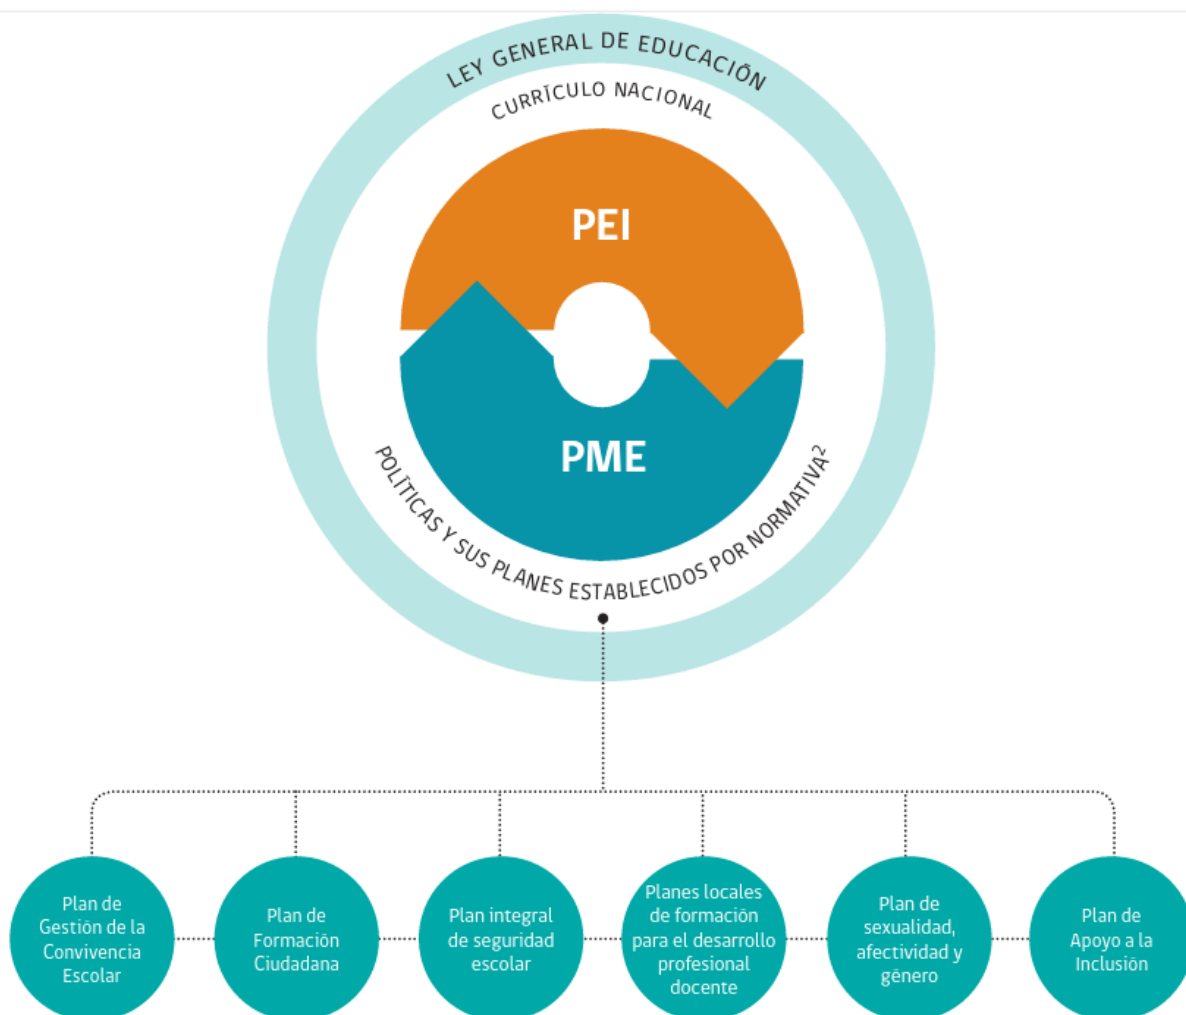 LEY GENERAL DE EDUCACIÓN
CURRÍCULO NACIONAL
PEI
PME
POLÍTICAS Y SUS PLANES ESTABLECIDOS POR NORMATIVA²
Plan de
Gestión de la
Convivencia
Escolar
Plan de
Formación
Ciudadana
Plan integral
de seguridad
escolar
Planes locales
de formación
para el desarrollo
profesional
docente
Plan de
sexualidad,
afectividad y
género
Plan de
Apoyo a la
Inclusión